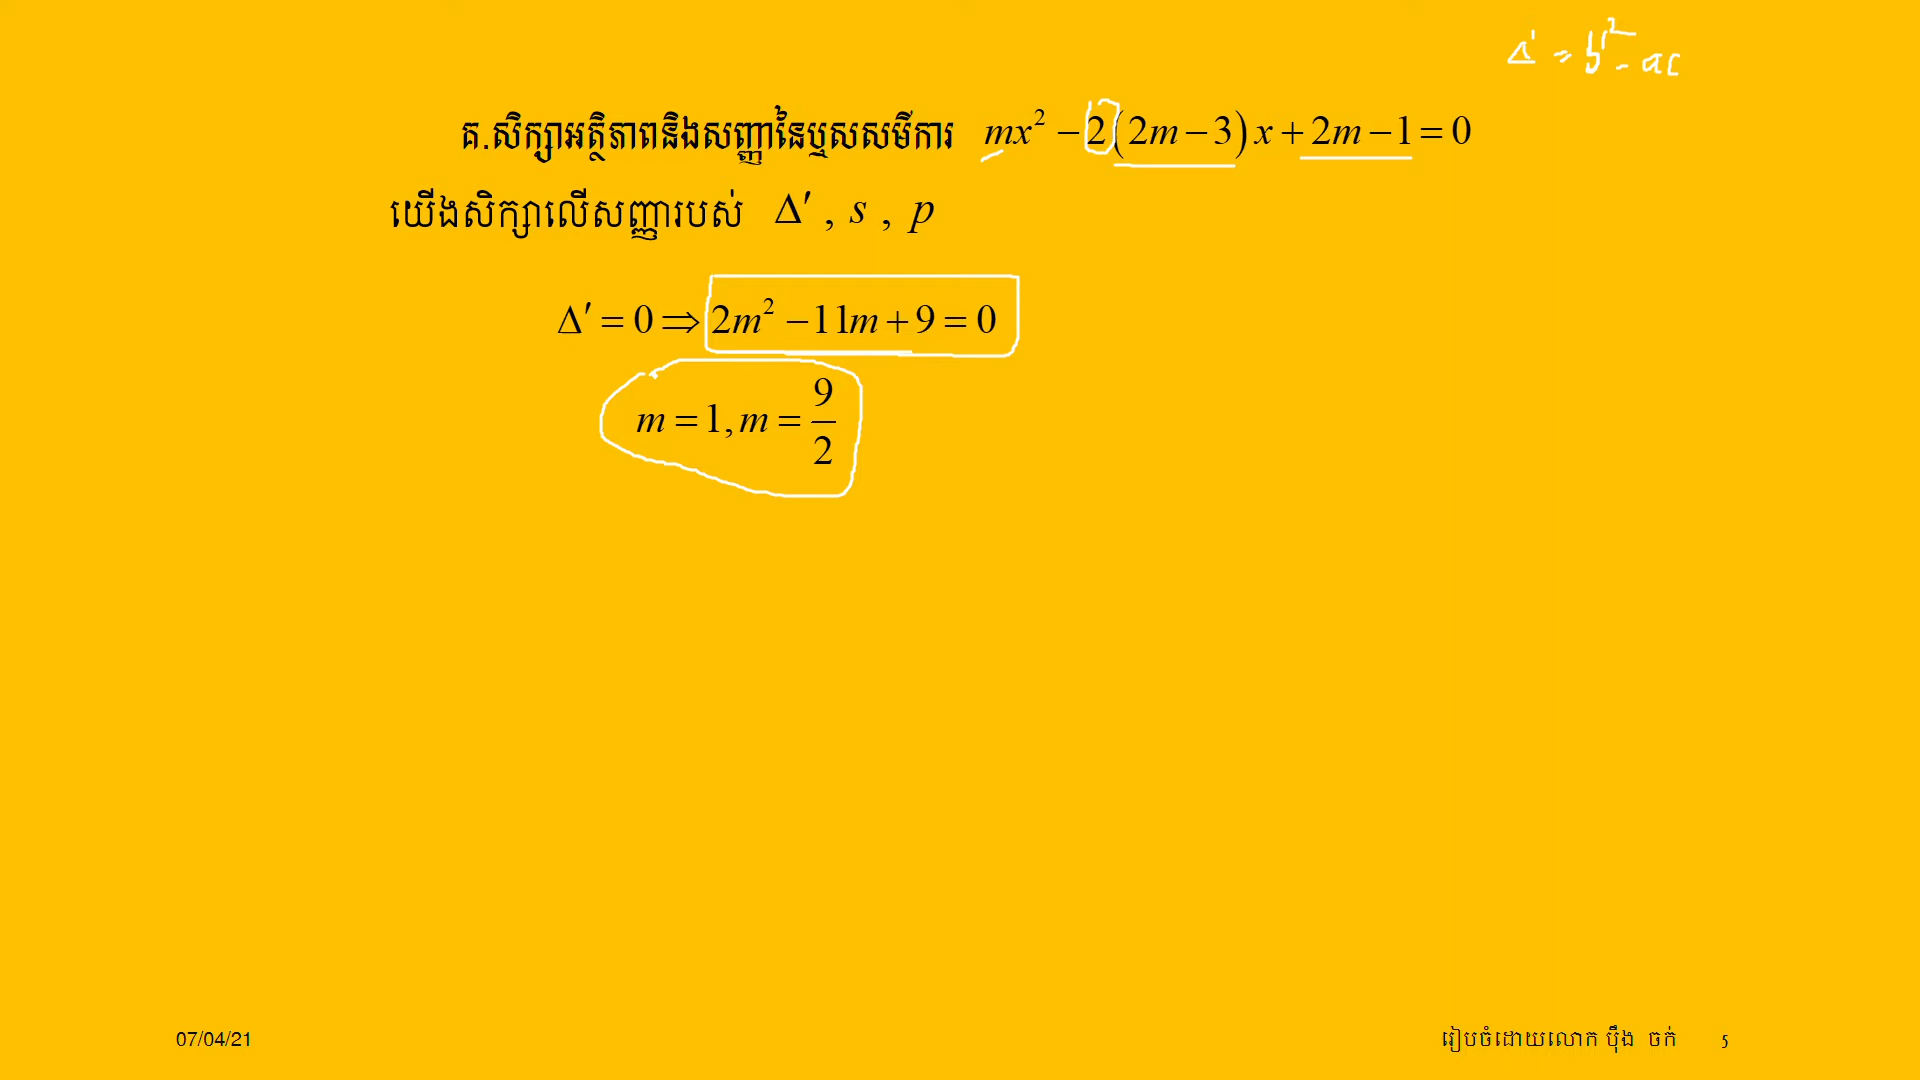 Δ' = b'² - ac
គ.សិក្សាអត្ថិភាពនិងសញ្ញានៃឬសសមីការ mx² − 2(2m − 3)x + 2m − 1 = 0
យើងសិក្សាលើសញ្ញារបស់ Δ′ , s , p
Δ′ = 0 ⇒ 2m² − 11m + 9 = 0
m = 1, m = 9/2
07/04/21 រៀបចំដោយលោក ប៉ឹង ចក់ 5